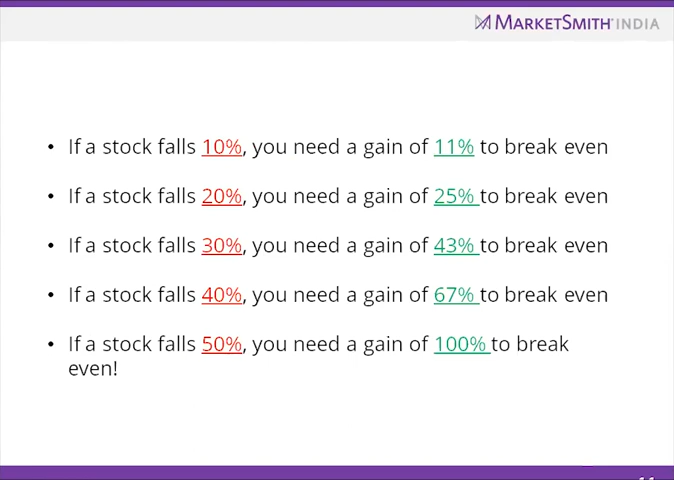 MARKETSMITH INDIA
• If a stock falls 10%, you need a gain of 11% to break even
• If a stock falls 20%, you need a gain of 25% to break even
• If a stock falls 30%, you need a gain of 43% to break even
• If a stock falls 40%, you need a gain of 67% to break even
• If a stock falls 50%, you need a gain of 100% to break
even!